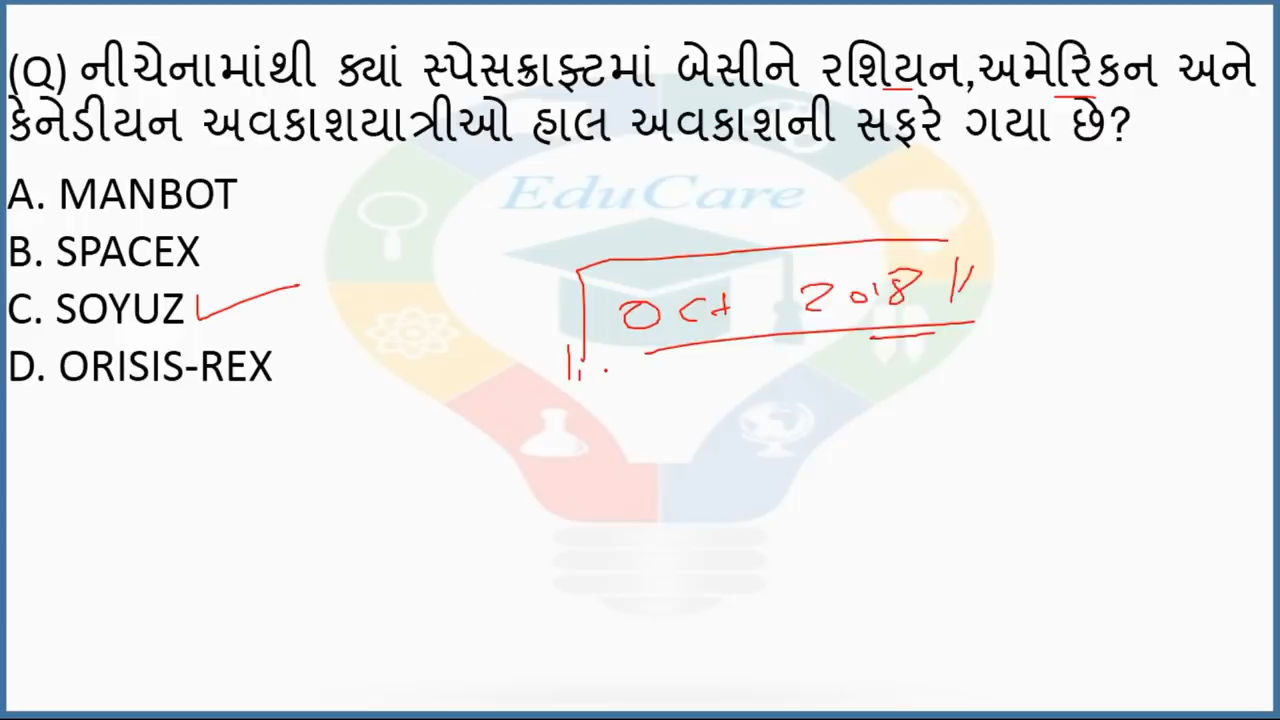 (Q) નીચેનામાંથી ક્યાં સ્પેસક્રાફ્ટમાં બેસીને રશિયન,અમેરિકન અને
કેનેડીયન અવકાશયાત્રીઓ હાલ અવકાશની સફરે ગયા છે?
A. MANBOT
B. SPACEX
C. SOYUZ
D. ORISIS-REX
EduCare
Oct 2018